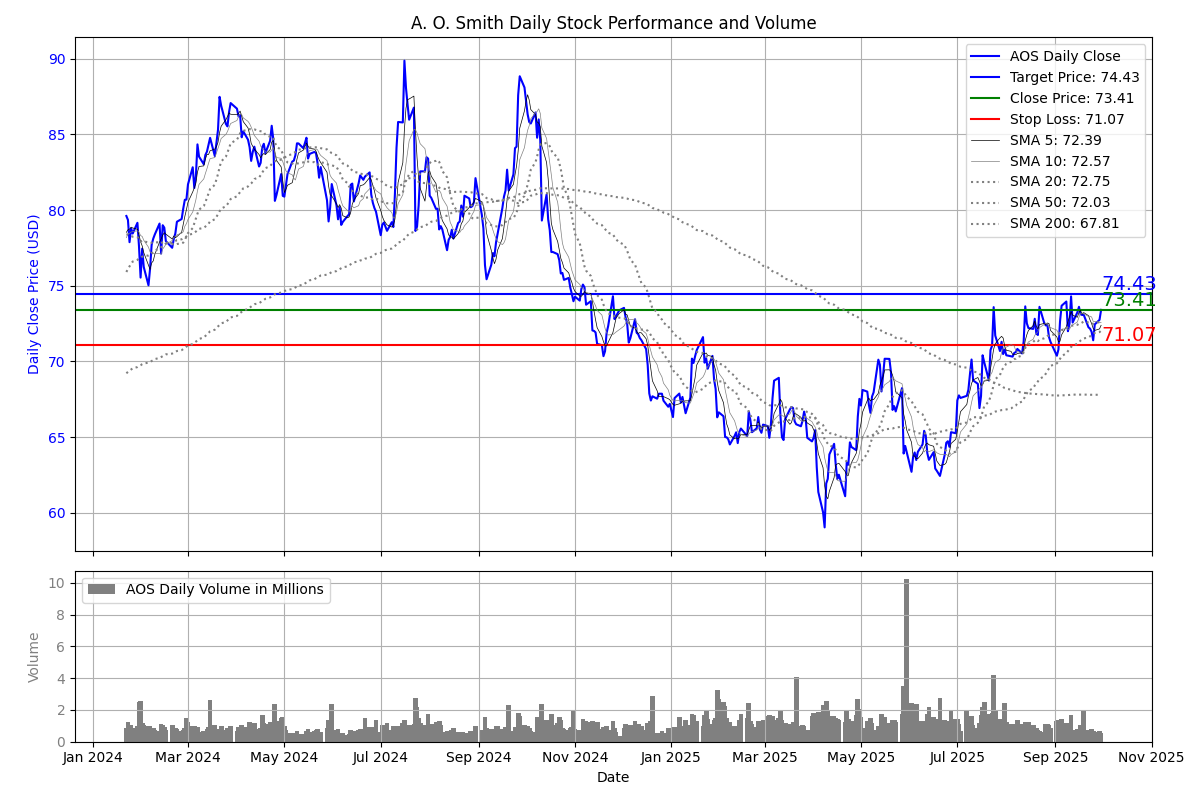 A. O. Smith Daily Stock Performance and Volume
AOS Daily Close
Target Price: 74.43
Close Price: 73.41
Stop Loss: 71.07
SMA 5: 72.39
SMA 10: 72.57
SMA 20: 72.75
SMA 50: 72.03
SMA 200: 67.81
Daily Close Price (USD)
90
85
80
75
70
65
60
74.43
73.41
71.07
AOS Daily Volume in Millions
Volume
10
8
6
4
2
0
Jan 2024 Mar 2024 May 2024 Jul 2024 Sep 2024 Nov 2024 Jan 2025 Mar 2025 May 2025 Jul 2025 Sep 2025 Nov 2025
Date